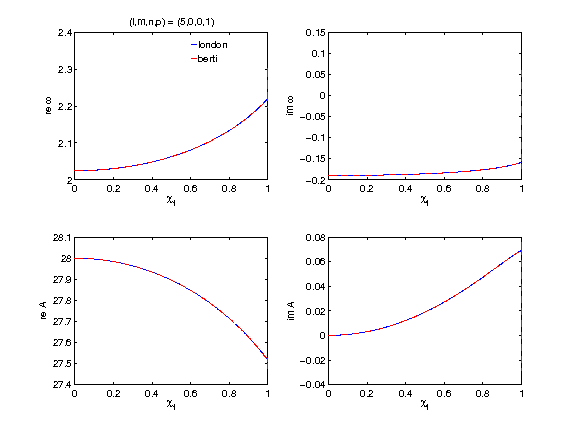 (l,m,n,p) = (5,0,0,1)
2.4
2.3
2.2
2.1
2
re ω
london
berti
0 0.2 0.4 0.6 0.8 1
χf
0.15
0.1
0.05
0
−0.05
−0.1
−0.15
−0.2
im ω
0 0.2 0.4 0.6 0.8 1
χf
28.1
28
27.9
27.8
27.7
27.6
27.5
27.4
re A
0 0.2 0.4 0.6 0.8 1
χf
0.08
0.06
0.04
0.02
0
−0.02
−0.04
im A
0 0.2 0.4 0.6 0.8 1
χf